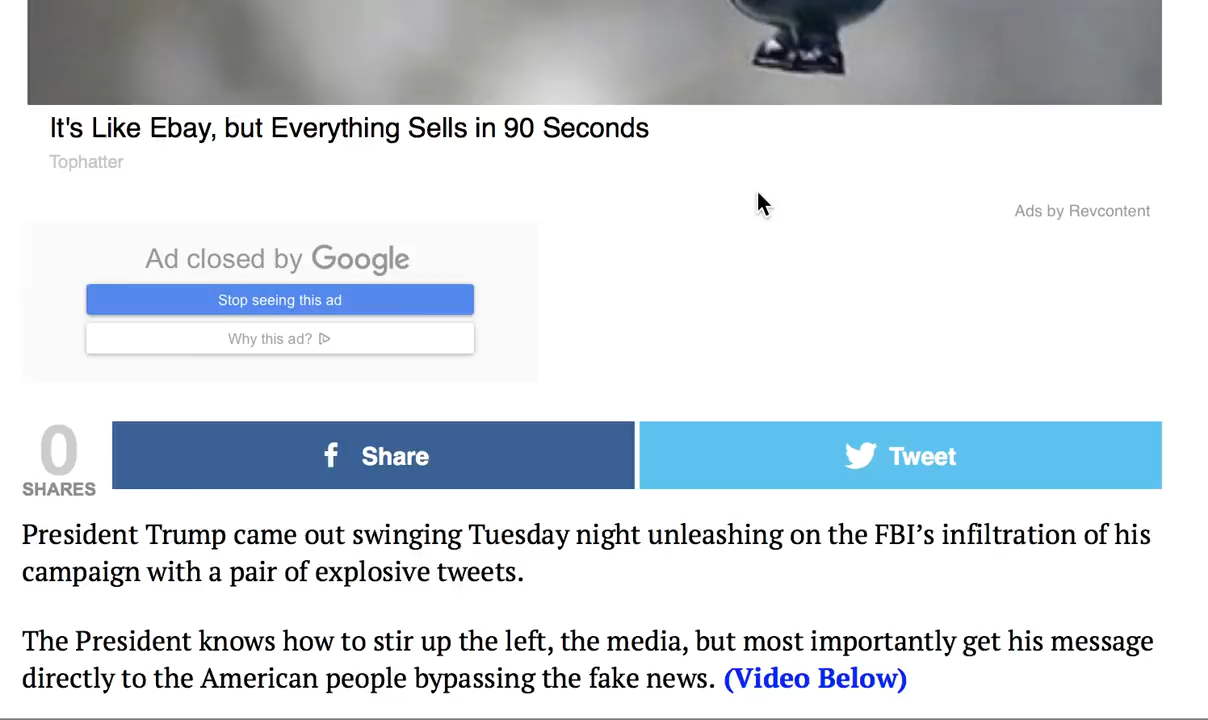 It's Like Ebay, but Everything Sells in 90 Seconds
Tophatter
Ads by Revcontent
Ad closed by Google
Stop seeing this ad
Why this ad?
0
SHARES
Share
Tweet
President Trump came out swinging Tuesday night unleashing on the FBI’s infiltration of his
campaign with a pair of explosive tweets.
The President knows how to stir up the left, the media, but most importantly get his message
directly to the American people bypassing the fake news. (Video Below)